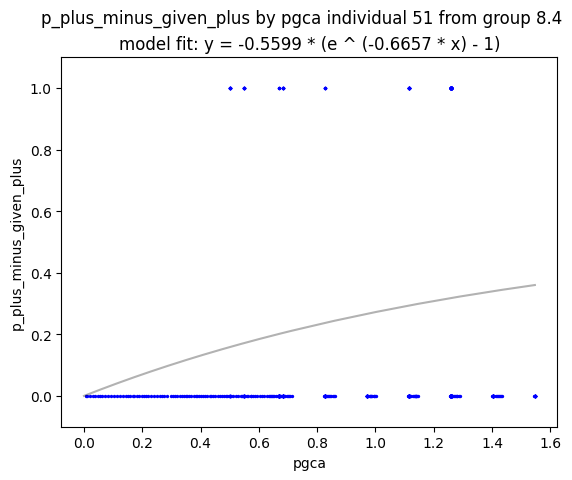 p_plus_minus_given_plus by pgca individual 51 from group 8.4
model fit: y = -0.5599 * (e ^ (-0.6657 * x) - 1)
1.0
0.8
0.6
0.4
0.2
0.0
p_plus_minus_given_plus
0.0 0.2 0.4 0.6 0.8 1.0 1.2 1.4 1.6
pgca